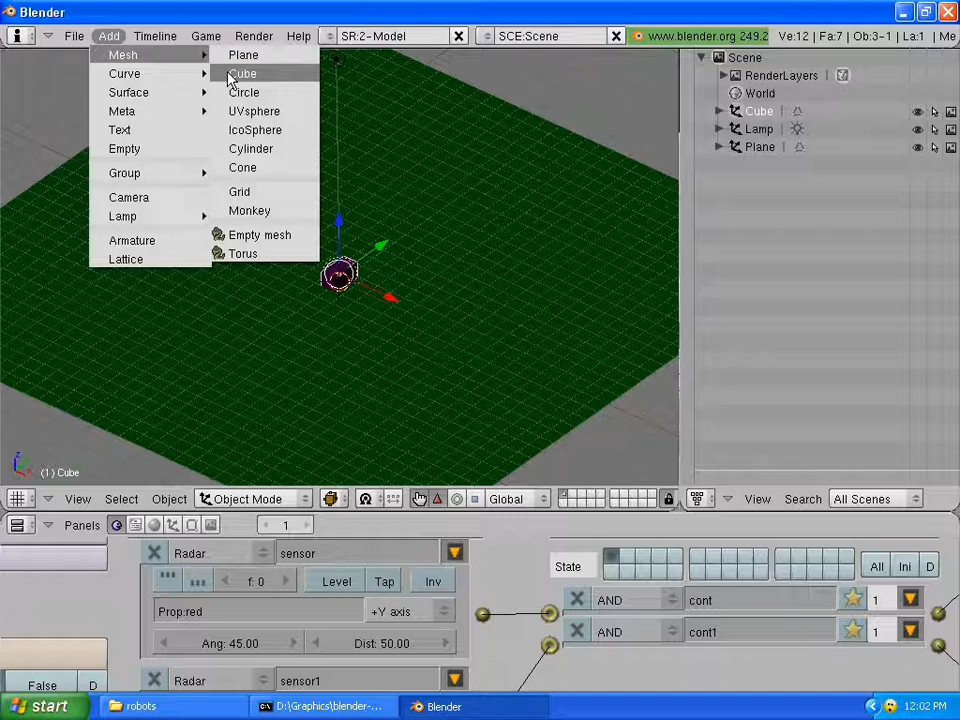 Blender
File Add Timeline Game Render Help SR:2-Model SCE:Scene www.blender.org 249.2 Ve:12 | Fa:7 | Ob:3-1 | La:1 | Me
Mesh
Curve
Surface
Meta
Text
Empty
Group
Camera
Lamp
Armature
Lattice
Plane
Cube
Circle
UVsphere
IcoSphere
Cylinder
Cone
Grid
Monkey
Empty mesh
Torus
Scene
RenderLayers
World
Cube
Lamp
Plane
(1) Cube
View Select Object Object Mode Global
View Search All Scenes
Panels 1
Radar sensor
f: 0 Level Tap Inv
Prop:red +Y axis
Ang: 45.00 Dist: 50.00
Radar sensor1
False D
State All Ini D
AND cont 1
AND cont1 1
start robots D:\Graphics\blender-... Blender 12:02 PM